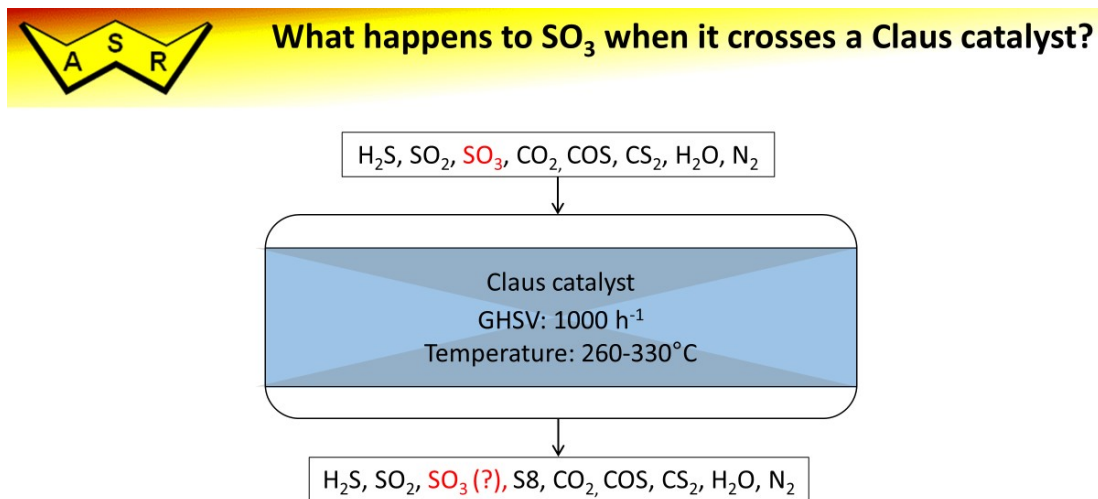 A S R
What happens to SO₃ when it crosses a Claus catalyst?
H₂S, SO₂, SO₃, CO₂, COS, CS₂, H₂O, N₂
Claus catalyst
GHSV: 1000 h⁻¹
Temperature: 260-330°C
H₂S, SO₂, SO₃ (?), S8, CO₂, COS, CS₂, H₂O, N₂